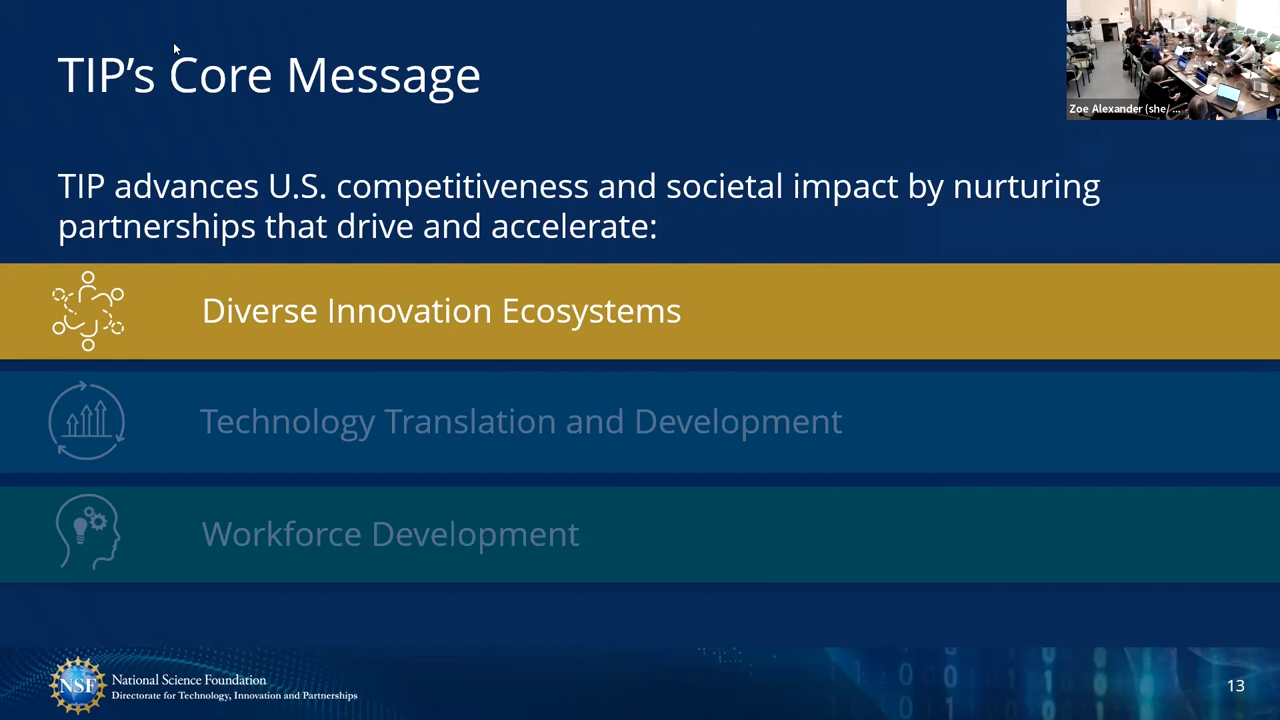 TIP’s Core Message
Zoe Alexander (she/ ...
TIP advances U.S. competitiveness and societal impact by nurturing
partnerships that drive and accelerate:
Diverse Innovation Ecosystems
Technology Translation and Development
Workforce Development
NSF
National Science Foundation
Directorate for Technology, Innovation and Partnerships
13